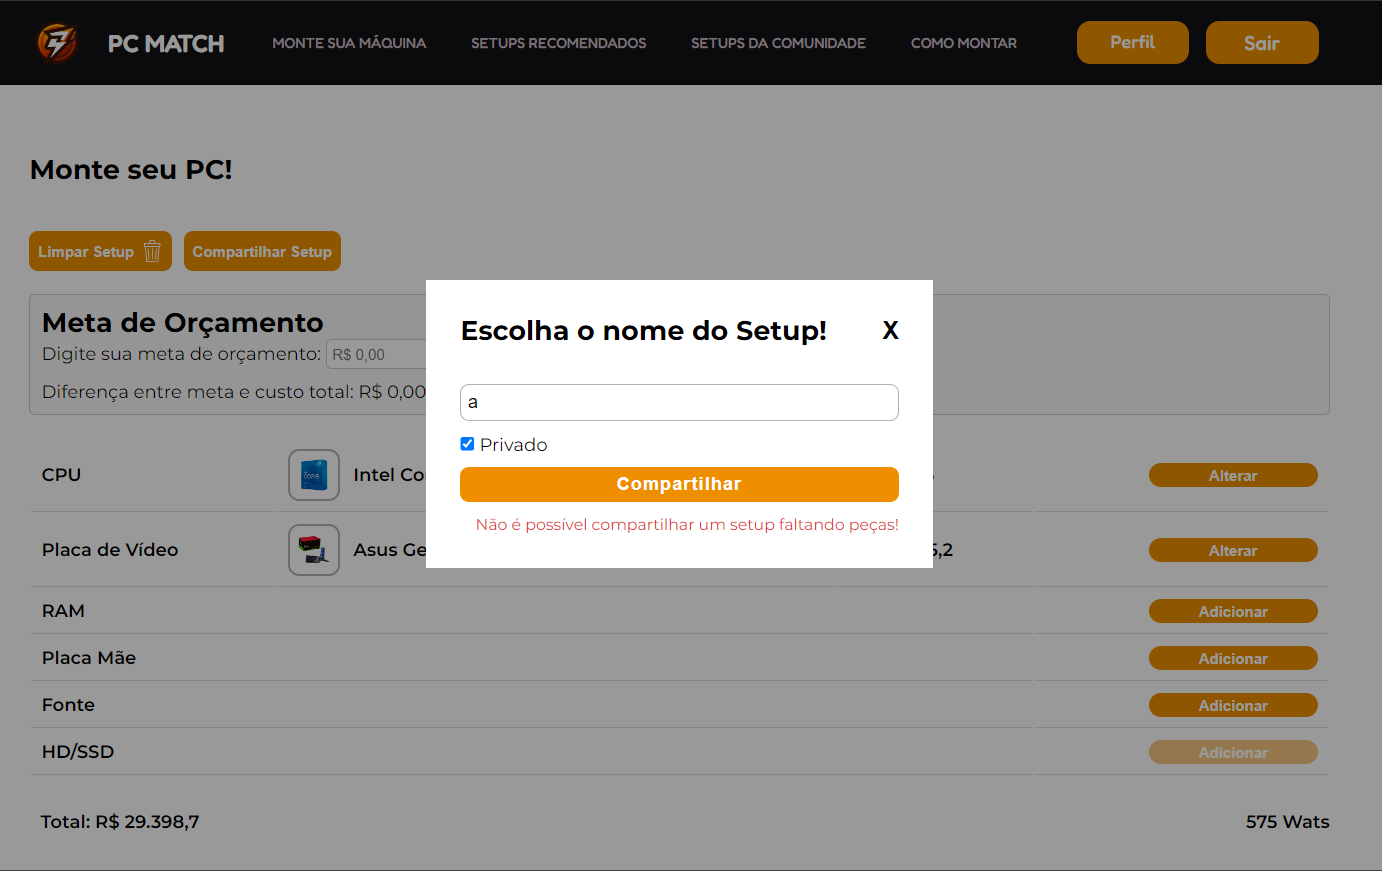 PC MATCH MONTE SUA MÁQUINA SETUPS RECOMENDADOS SETUPS DA COMUNIDADE COMO MONTAR Perfil Sair
Monte seu PC!
Limpar Setup Compartilhar Setup
Meta de Orçamento
Digite sua meta de orçamento: R$ 0,00
Diferença entre meta e custo total: R$ 0,00
Escolha o nome do Setup! X
a
Privado
Compartilhar
Não é possível compartilhar um setup faltando peças!
CPU Intel Co Alterar
Placa de Vídeo Asus Ge 5,2 Alterar
RAM Adicionar
Placa Mãe Adicionar
Fonte Adicionar
HD/SSD Adicionar
Total: R$ 29.398,7 575 Wats